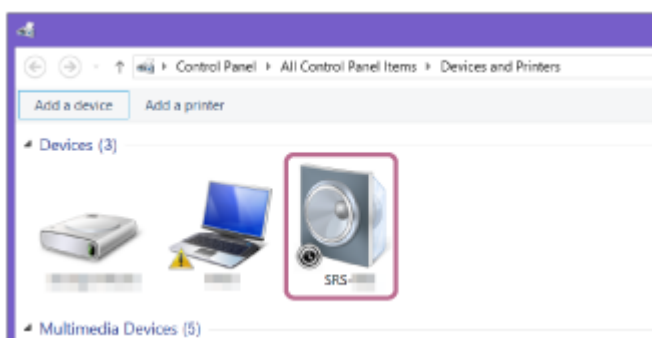 Control Panel ▸ All Control Panel Items ▸ Devices and Printers
Add a device Add a printer
Devices (3)
SRS-
Multimedia Devices (5)